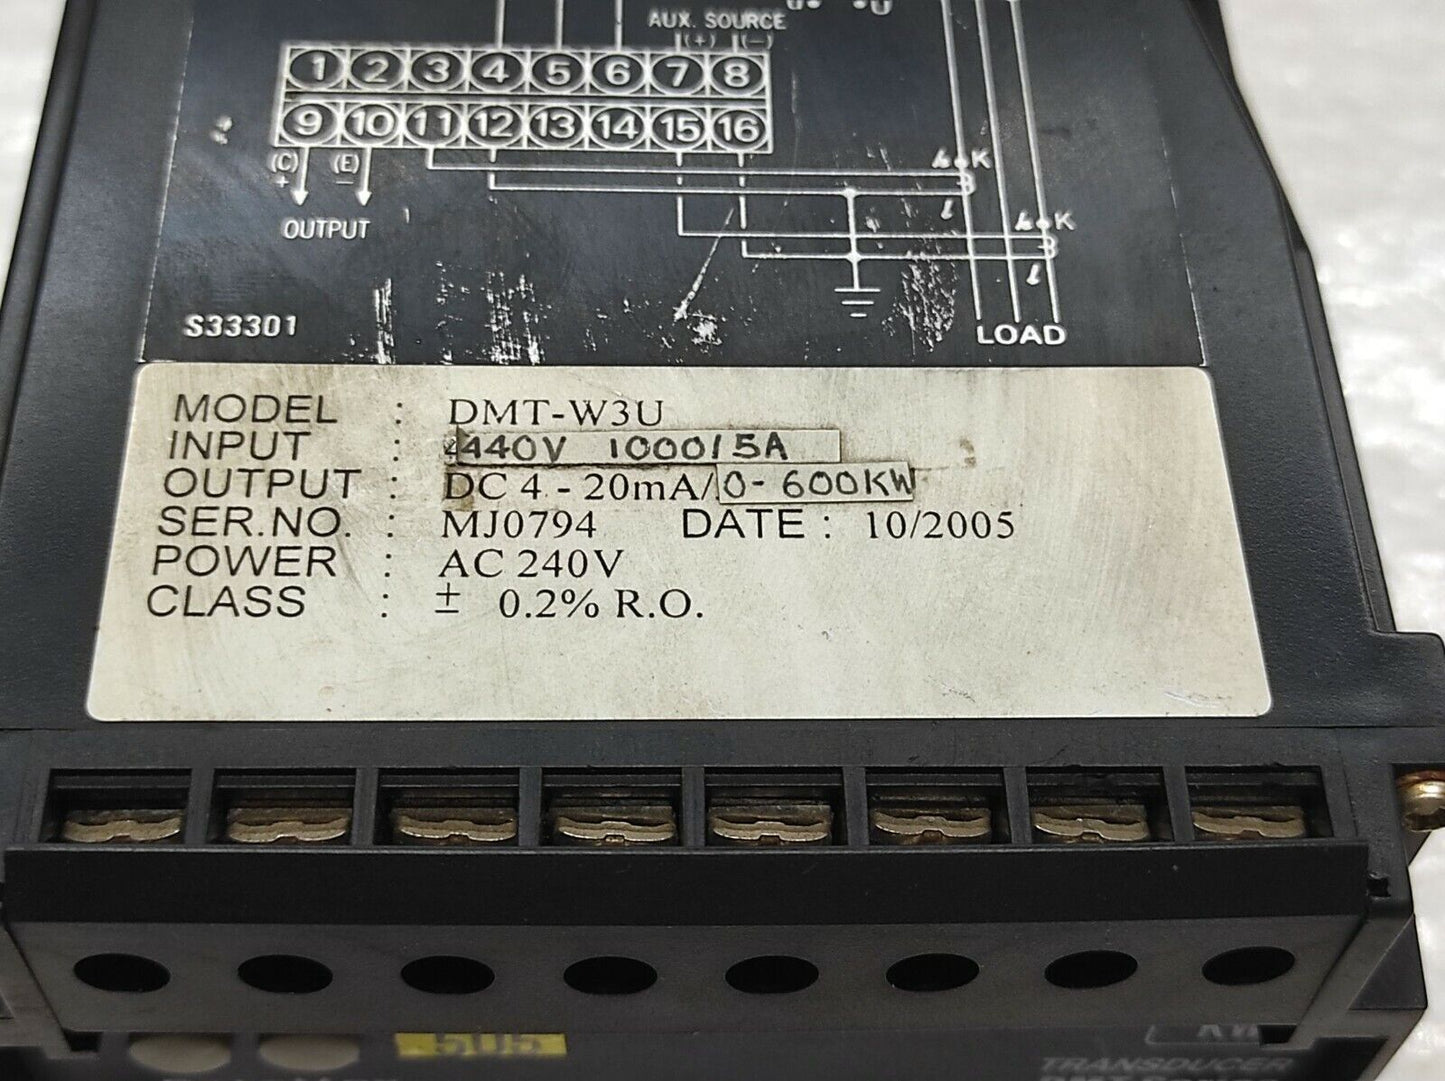 AUX. SOURCE
(+) (-)
1 2 3 4 5 6 7 8
9 10 11 12 13 14 15 16
(C) (E)
+ -
K
l
K
l
OUTPUT
S33301
LOAD
MODEL : DMT-W3U
INPUT : 440V 1000/5A
OUTPUT : DC 4 - 20mA/0-600KW
SER.NO. : MJ0794 DATE : 10/2005
POWER : AC 240V
CLASS : ± 0.2% R.O.
505
TRANSDUCER